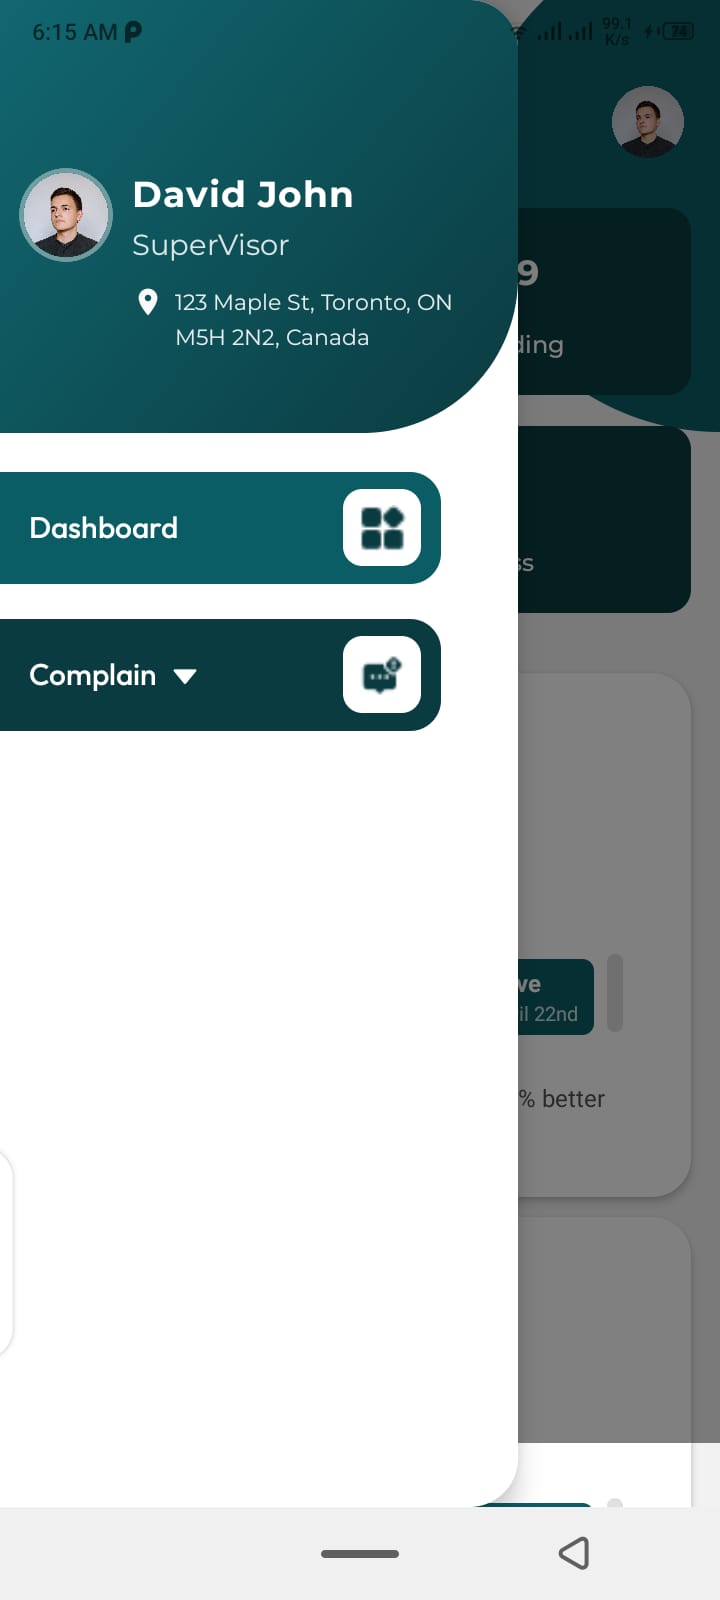 6:15 AM
99.1
K/s
74
David John
SuperVisor
123 Maple St, Toronto, ON
M5H 2N2, Canada
9
ding
Dashboard
ss
Complain
ve
il 22nd
% better